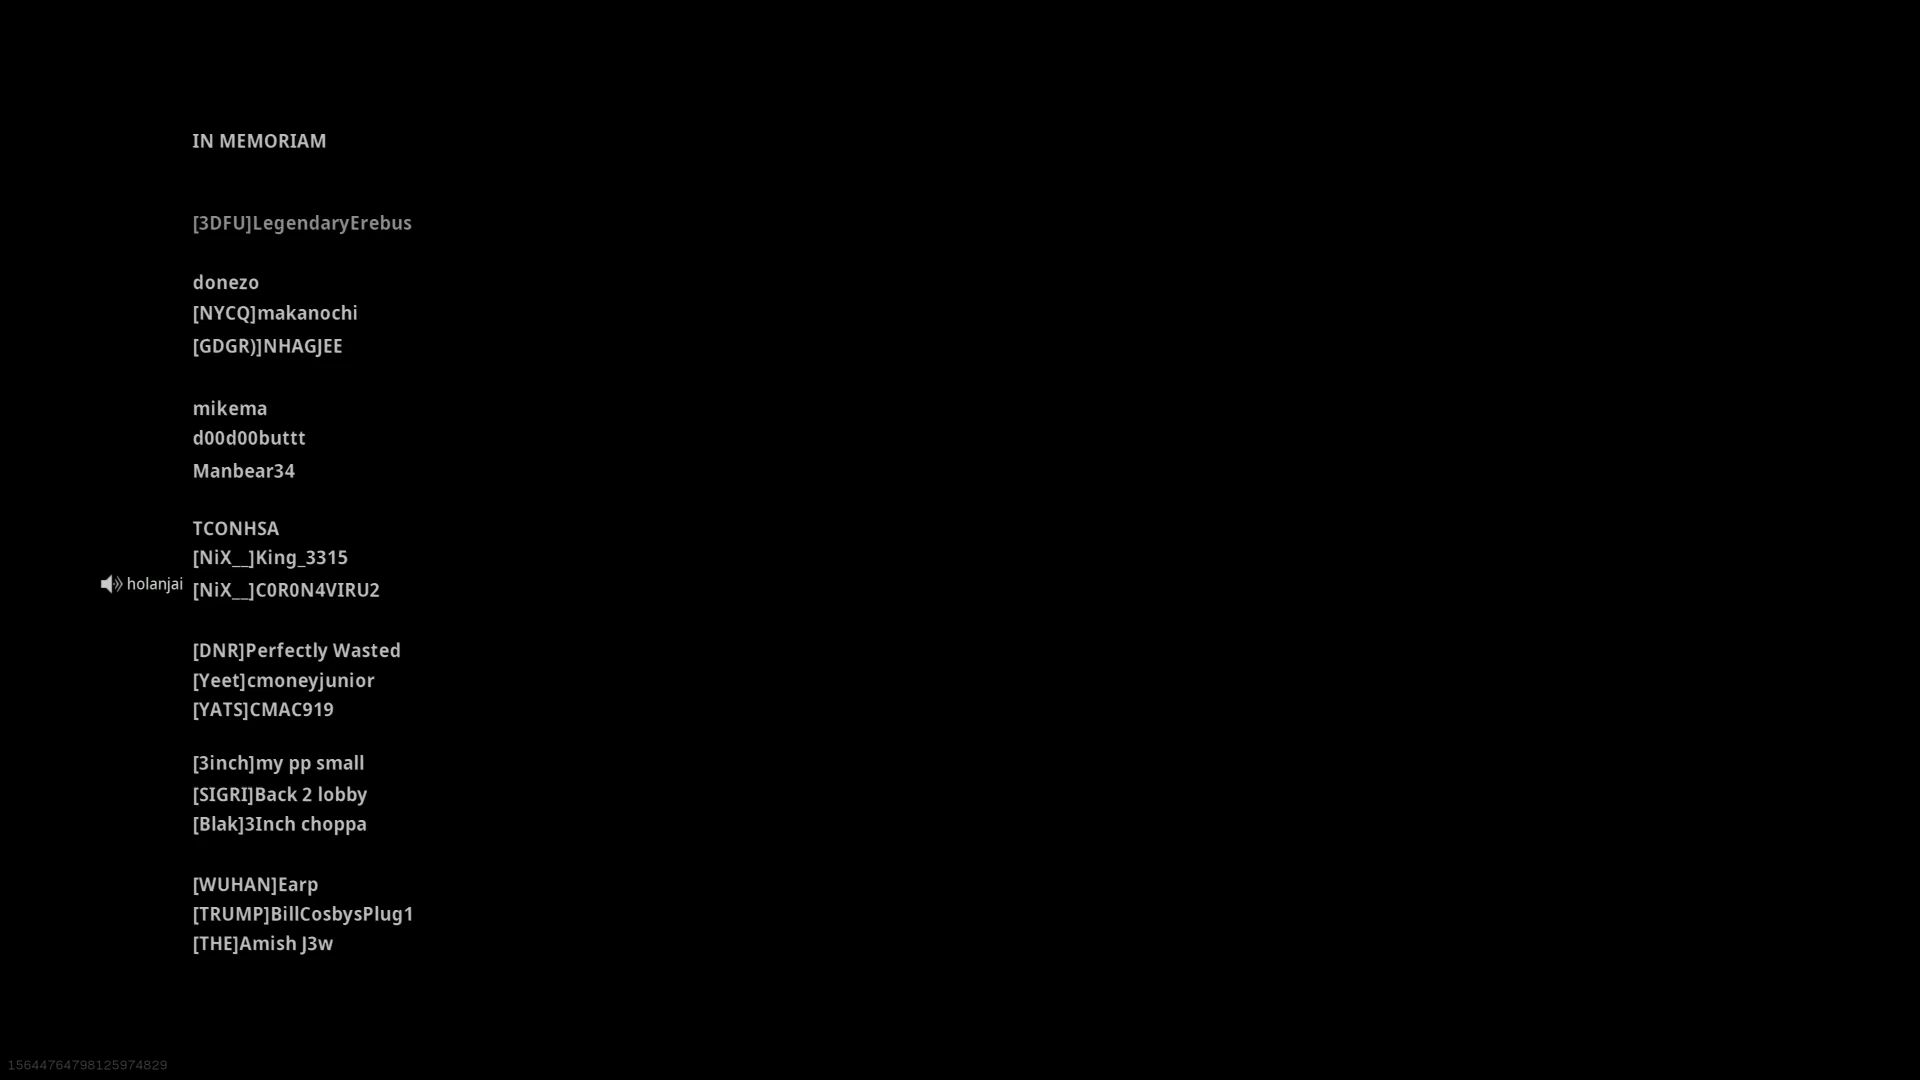 IN MEMORIAM
[3DFU]LegendaryErebus
donezo
[NYCQ]makanochi
[GDGR)]NHAGJEE
mikema
d00d00buttt
Manbear34
TCONHSA
[NiX__]King_3315
holanjai
[NiX__]C0R0N4VIRU2
[DNR]Perfectly Wasted
[Yeet]cmoneyjunior
[YATS]CMAC919
[3inch]my pp small
[SIGRI]Back 2 lobby
[Blak]3Inch choppa
[WUHAN]Earp
[TRUMP]BillCosbysPlug1
[THE]Amish J3w
15644764798125974829